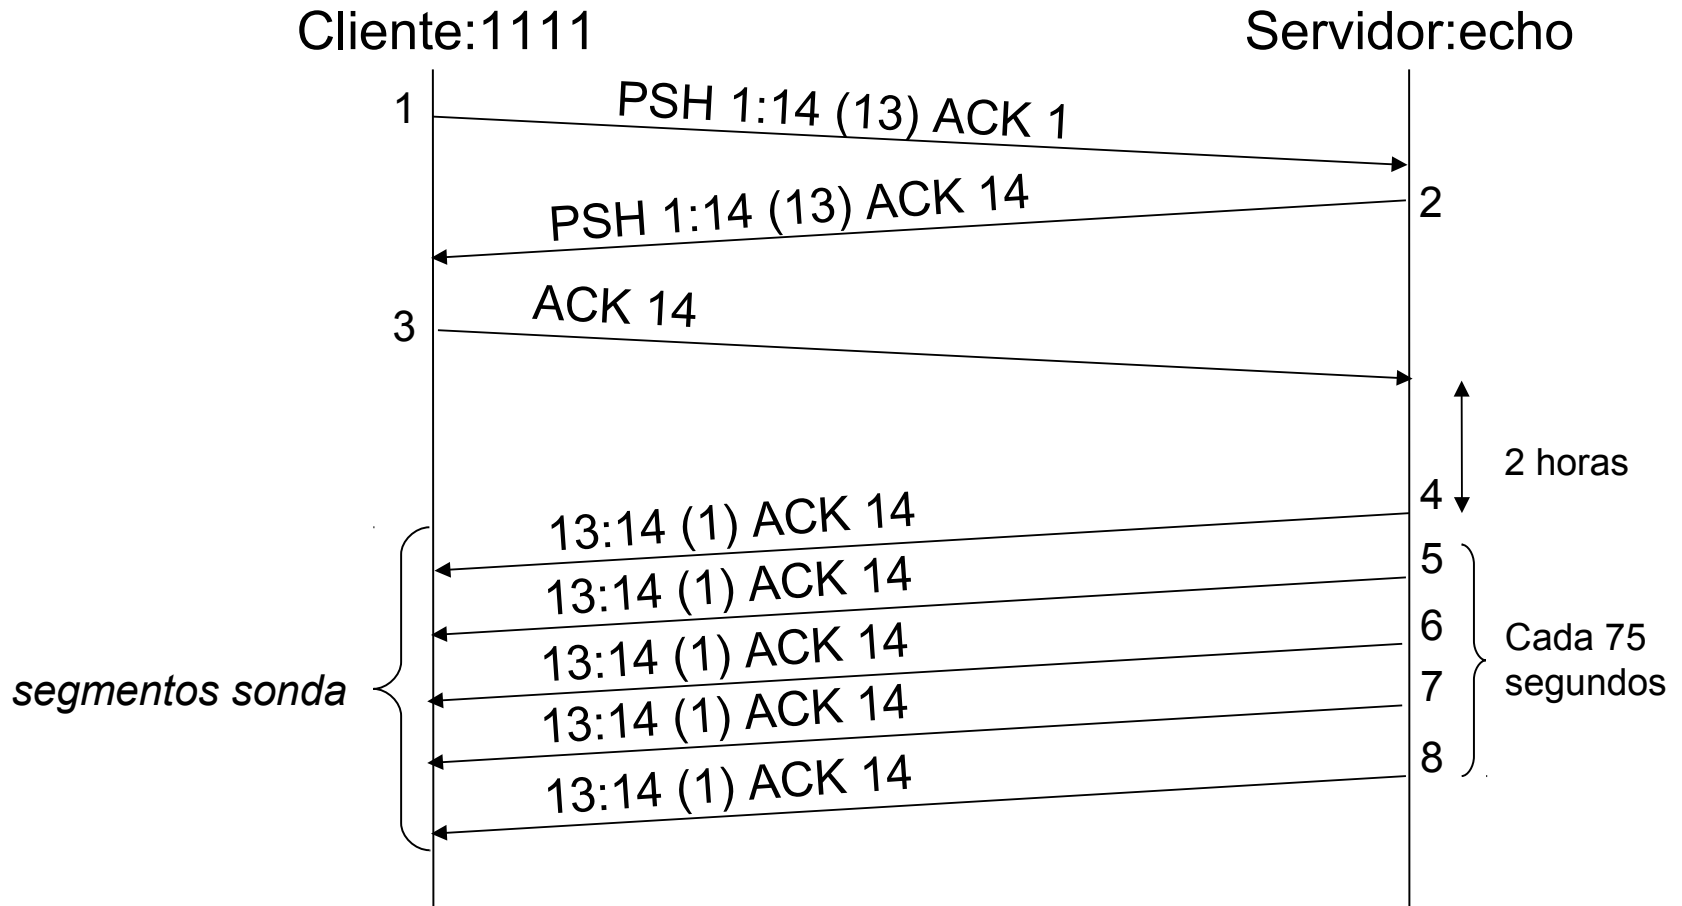 Cliente:1111
Servidor:echo
1
PSH 1:14 (13) ACK 1
PSH 1:14 (13) ACK 14
2
ACK 14
3
2 horas
4
13:14 (1) ACK 14
5
13:14 (1) ACK 14
6
13:14 (1) ACK 14
Cada 75
segundos
segmentos sonda
7
13:14 (1) ACK 14
8
13:14 (1) ACK 14